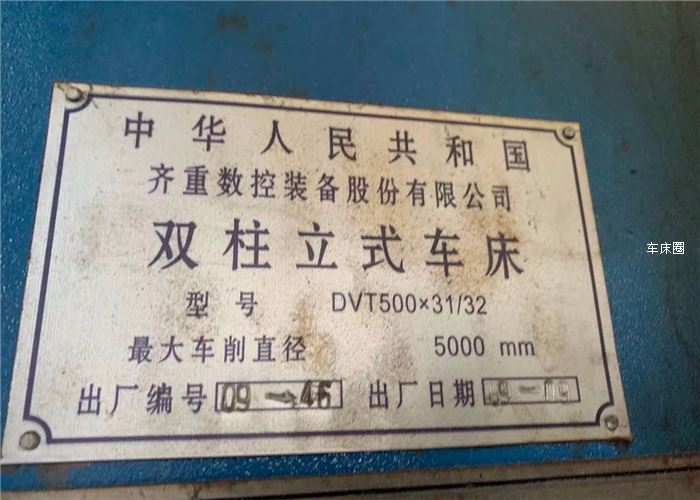 中华人民共和国
齐重数控装备股份有限公司
双柱立式车床
型号 DVT500×31/32
最大车削直径 5000 mm
出厂编号 09-46 出厂日期
车床圈